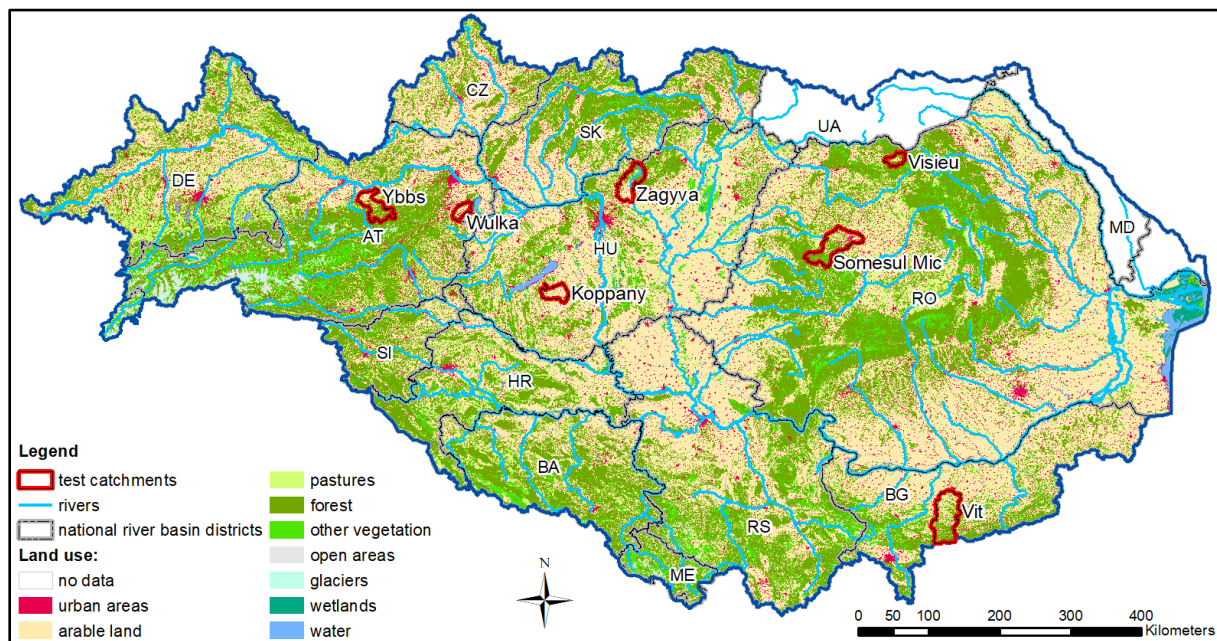 CZ
SK
UA
DE
Ybbs
Visieu
Zagyva
Wulka
AT
MD
HU
Somesul Mic
Koppany
RO
SI
HR
Legend
test catchments
rivers
national river basin districts
Land use:
no data
urban areas
arable land
pastures
forest
other vegetation
open areas
glaciers
wetlands
water
BA
BG
Vit
RS
ME
N
0 50 100 200 300 400
Kilometers